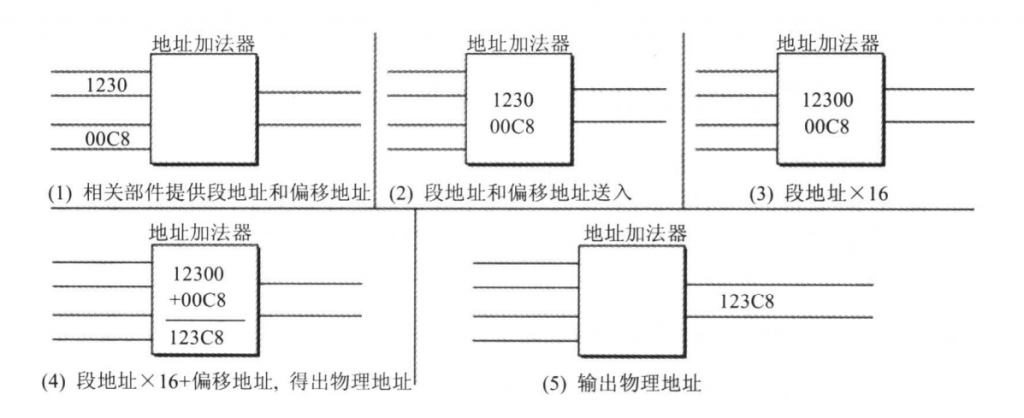 地址加法器
1230
00C8
(1) 相关部件提供段地址和偏移地址
地址加法器
1230
00C8
(2) 段地址和偏移地址送入
地址加法器
12300
00C8
(3) 段地址×16
地址加法器
12300
+00C8
123C8
(4) 段地址×16+偏移地址, 得出物理地址
地址加法器
123C8
(5) 输出物理地址